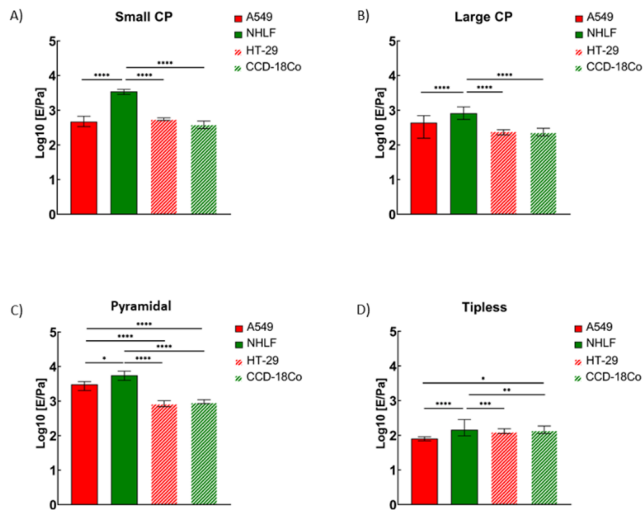 A)
Small CP
A549
NHLF
HT-29
CCD-18Co
Log10 [E/Pa]
5
4
3
2
1
0
****
**** ****
B)
Large CP
A549
NHLF
HT-29
CCD-18Co
Log10 [E/Pa]
5
4
3
2
1
0
****
**** ****
C)
Pyramidal
A549
NHLF
HT-29
CCD-18Co
Log10 [E/Pa]
5
4
3
2
1
0
****
****
****
* ****
D)
Tipless
A549
NHLF
HT-29
CCD-18Co
Log10 [E/Pa]
5
4
3
2
1
0
*
**
**** ***